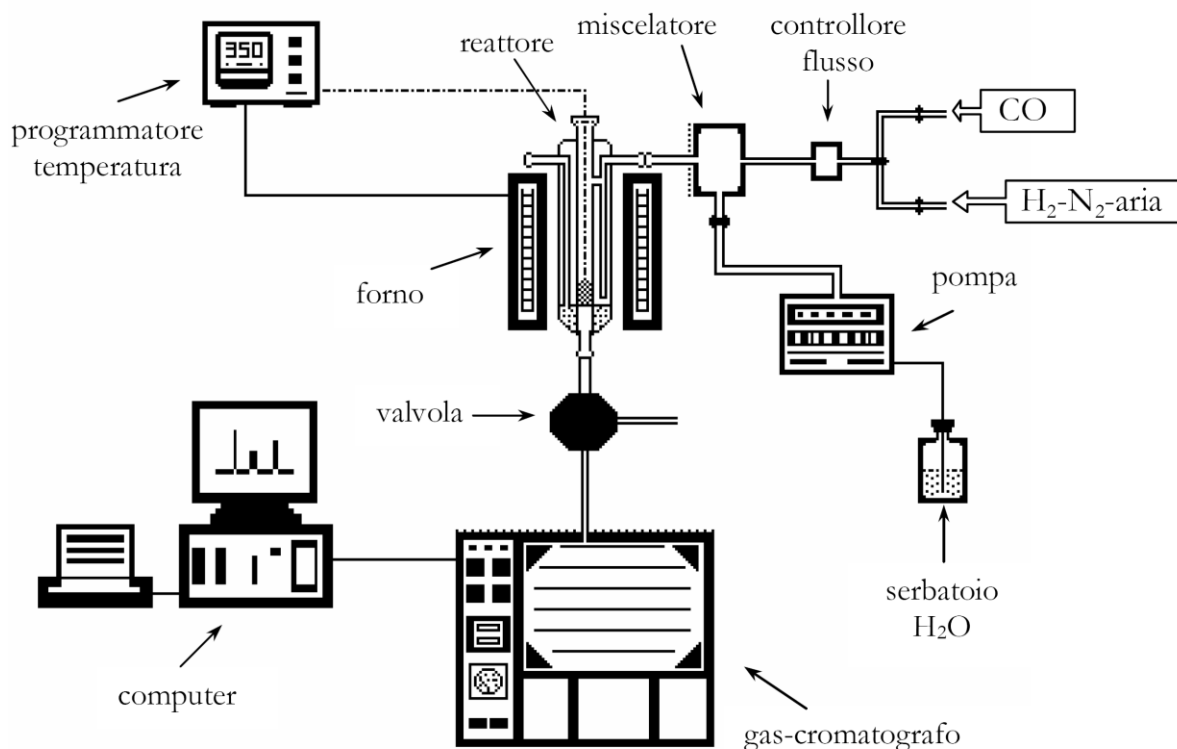 miscelatore
controllore
flusso
reattore
350
CO
programmatore
temperatura
H₂-N₂-aria
forno
pompa
valvola
serbatoio
H₂O
computer
gas-cromatografo